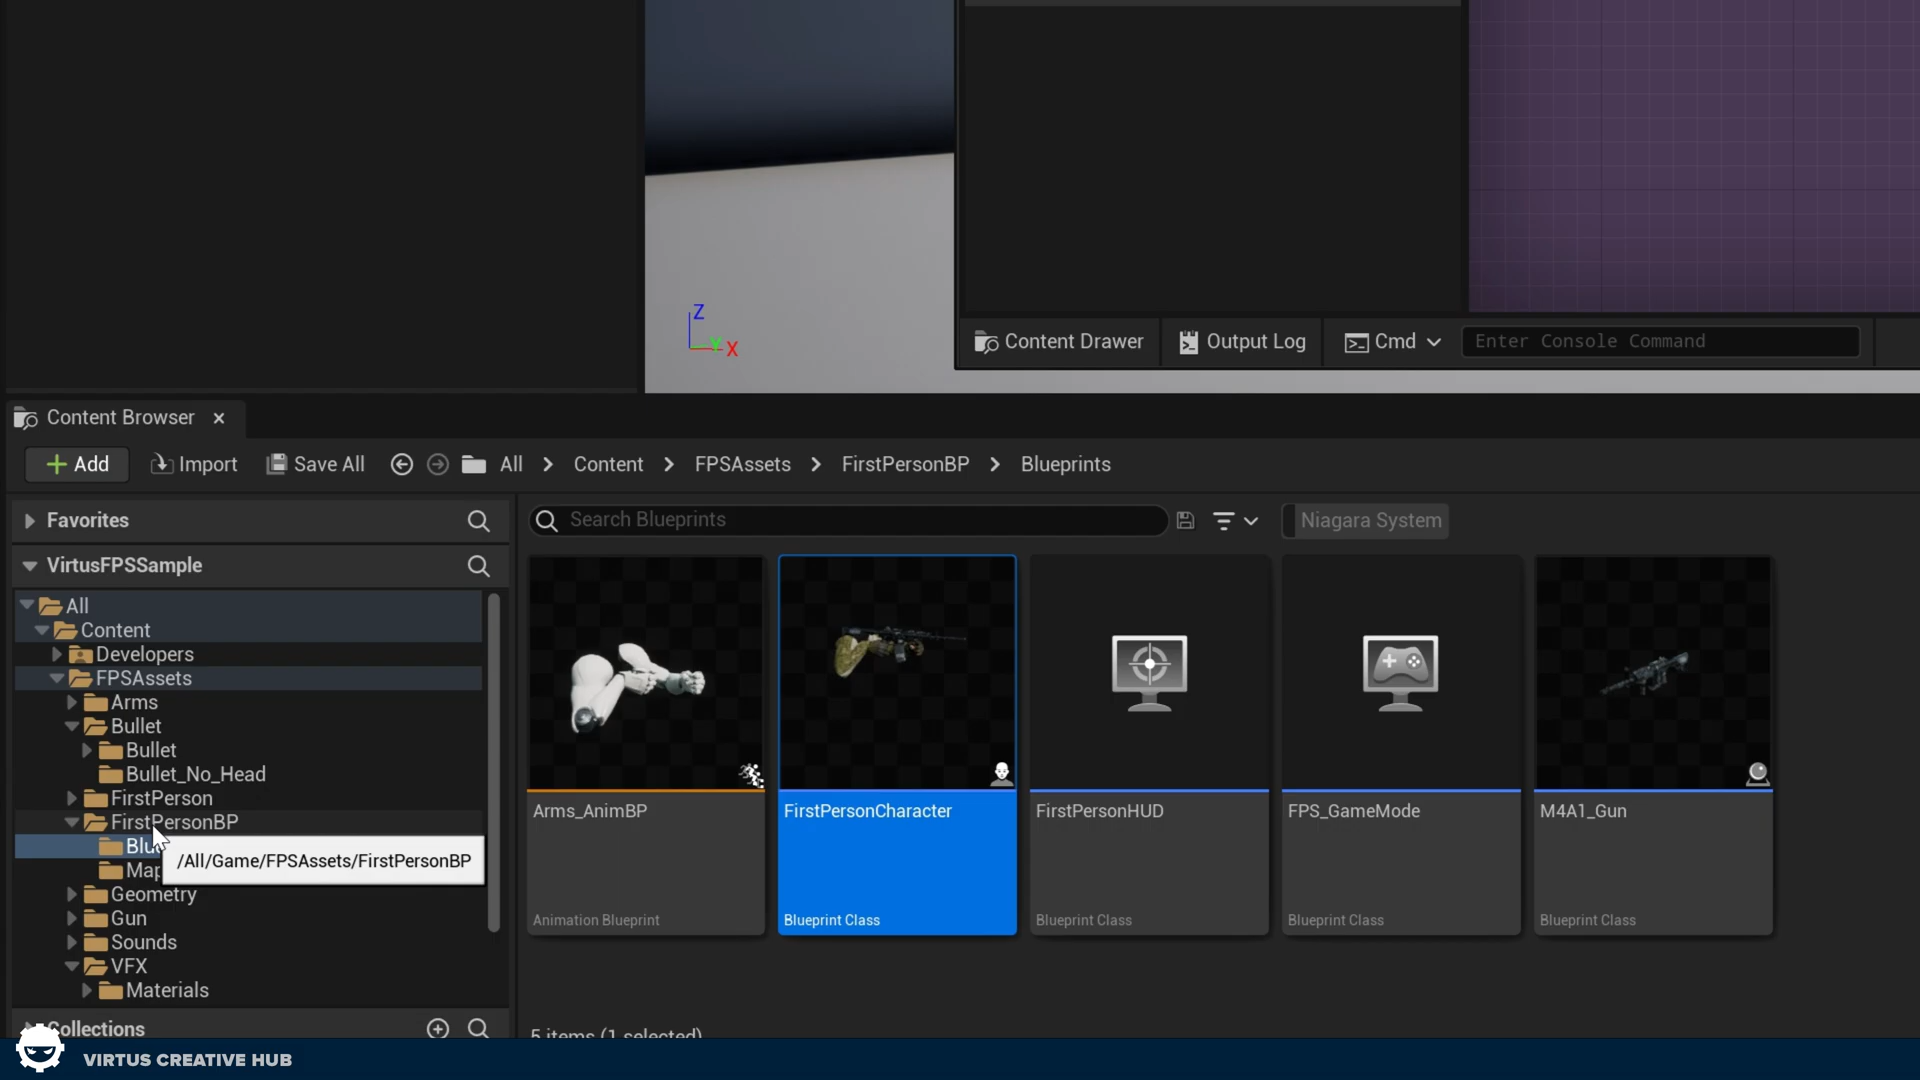 Z
Y
X
Content Drawer
Output Log
Cmd
Enter Console Command
Content Browser
Add
Import
Save All
All
Content
FPSAssets
FirstPersonBP
Blueprints
Favorites
Search Blueprints
Niagara System
VirtusFPSSample
All
Content
Developers
FPSAssets
Arms
Bullet
Bullet
Bullet_No_Head
FirstPerson
FirstPersonBP
Blu
/All/Game/FPSAssets/FirstPersonBP
Map
Geometry
Gun
Sounds
VFX
Materials
Arms_AnimBP
Animation Blueprint
FirstPersonCharacter
Blueprint Class
FirstPersonHUD
Blueprint Class
FPS_GameMode
Blueprint Class
M4A1_Gun
Blueprint Class
Collections
5 items (1 selected)
VIRTUS CREATIVE HUB